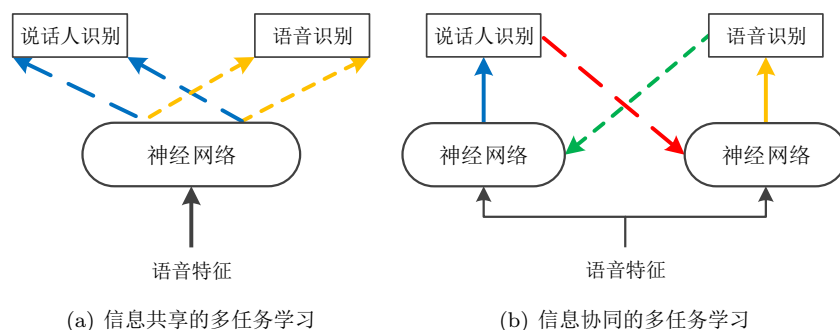 说话人识别
语音识别
神经网络
语音特征
(a) 信息共享的多任务学习
说话人识别
语音识别
神经网络
神经网络
语音特征
(b) 信息协同的多任务学习